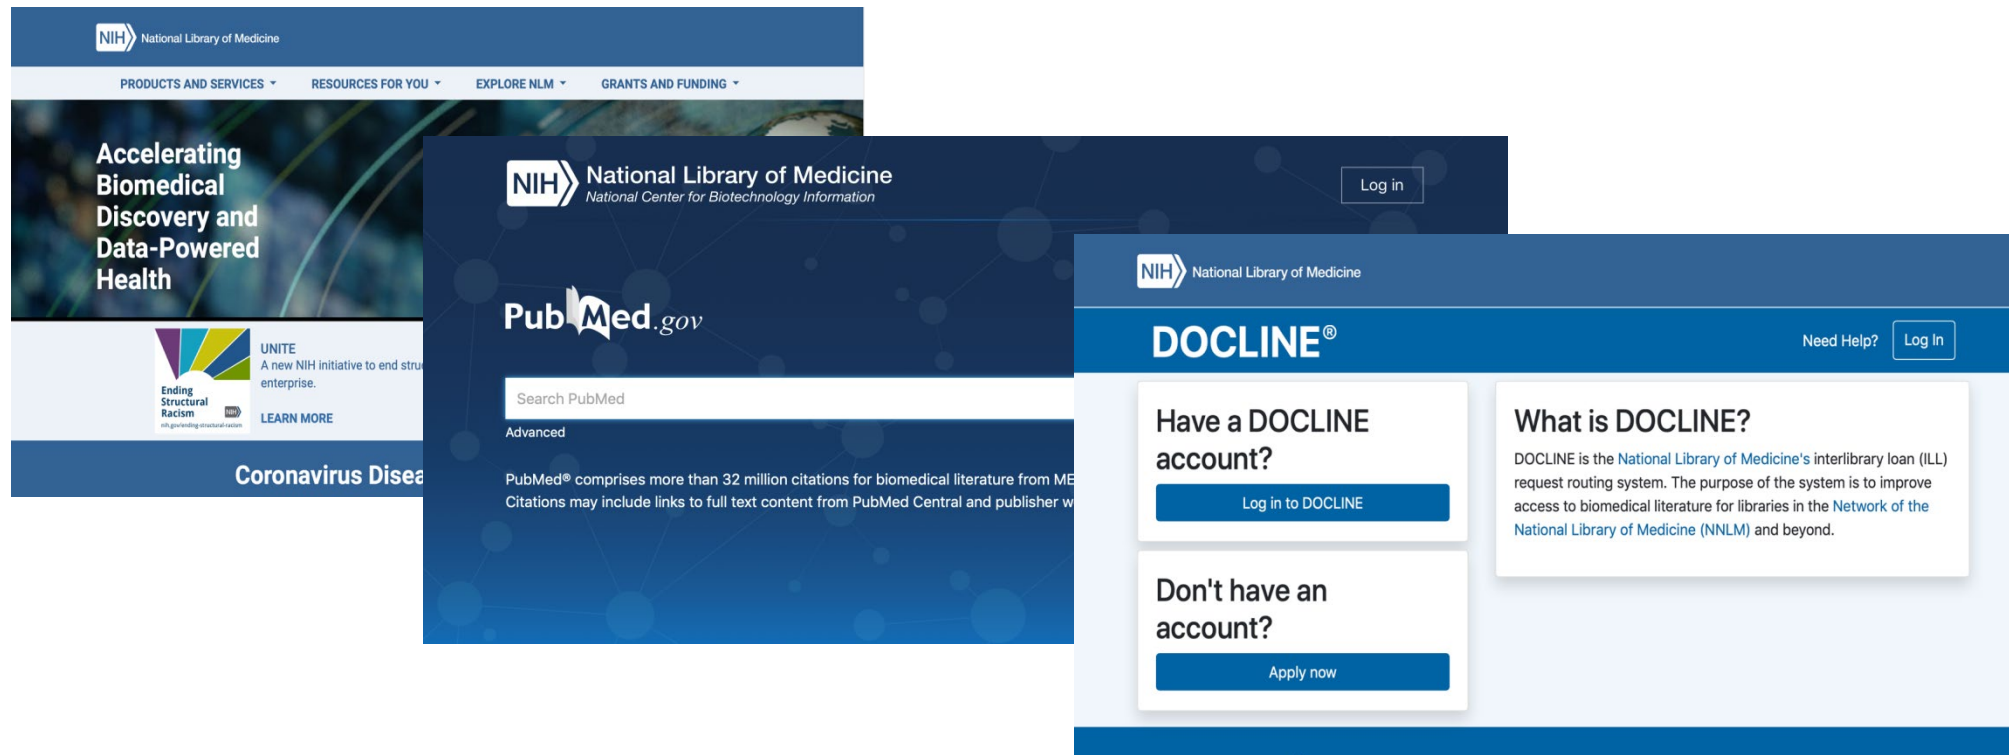 NIH National Library of Medicine
PRODUCTS AND SERVICES RESOURCES FOR YOU EXPLORE NLM GRANTS AND FUNDING
Accelerating
Biomedical
Discovery and
Data-Powered
Health
UNITE
A new NIH initiative to end
enterprise.
LEARN MORE
Ending
Structural
Racism
NIH
nih.gov/ending-structural-racism
Coronavirus
NIH National Library of Medicine
National Center for Biotechnology Information
Log in
PubMed.gov
Search PubMed
Advanced
PubMed® comprises more than 32 million citations for biomedical literature from
Citations may include links to full text content from PubMed Central and publisher
NIH National Library of Medicine
DOCLINE®
Need Help? Log In
Have a DOCLINE
account?
Log in to DOCLINE
Don't have an
account?
Apply now
What is DOCLINE?
DOCLINE is the National Library of Medicine's interlibrary loan (ILL)
request routing system. The purpose of the system is to improve
access to biomedical literature for libraries in the Network of the
National Library of Medicine (NNLM) and beyond.